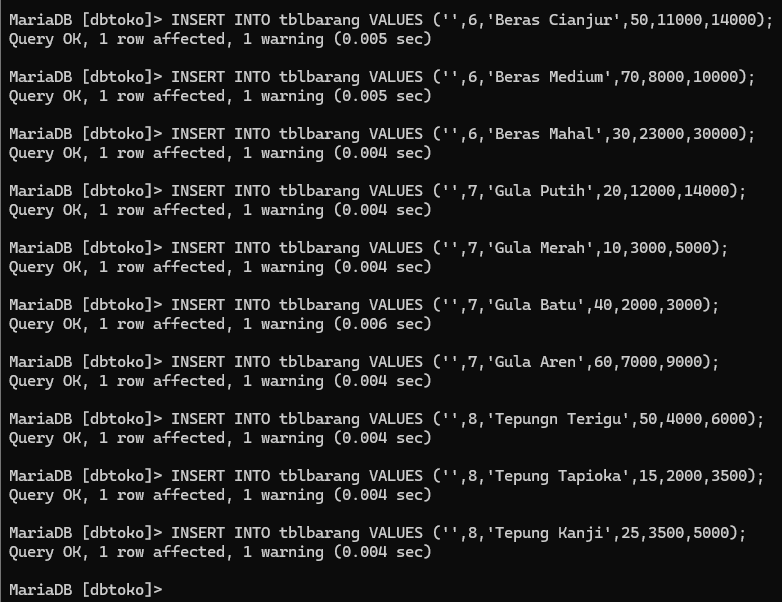 MariaDB [dbtoko]> INSERT INTO tblbarang VALUES ('',6,'Beras Cianjur',50,11000,14000);
Query OK, 1 row affected, 1 warning (0.005 sec)
MariaDB [dbtoko]> INSERT INTO tblbarang VALUES ('',6,'Beras Medium',70,8000,10000);
Query OK, 1 row affected, 1 warning (0.005 sec)
MariaDB [dbtoko]> INSERT INTO tblbarang VALUES ('',6,'Beras Mahal',30,23000,30000);
Query OK, 1 row affected, 1 warning (0.004 sec)
MariaDB [dbtoko]> INSERT INTO tblbarang VALUES ('',7,'Gula Putih',20,12000,14000);
Query OK, 1 row affected, 1 warning (0.004 sec)
MariaDB [dbtoko]> INSERT INTO tblbarang VALUES ('',7,'Gula Merah',10,3000,5000);
Query OK, 1 row affected, 1 warning (0.004 sec)
MariaDB [dbtoko]> INSERT INTO tblbarang VALUES ('',7,'Gula Batu',40,2000,3000);
Query OK, 1 row affected, 1 warning (0.006 sec)
MariaDB [dbtoko]> INSERT INTO tblbarang VALUES ('',7,'Gula Aren',60,7000,9000);
Query OK, 1 row affected, 1 warning (0.004 sec)
MariaDB [dbtoko]> INSERT INTO tblbarang VALUES ('',8,'Tepungn Terigu',50,4000,6000);
Query OK, 1 row affected, 1 warning (0.004 sec)
MariaDB [dbtoko]> INSERT INTO tblbarang VALUES ('',8,'Tepung Tapioka',15,2000,3500);
Query OK, 1 row affected, 1 warning (0.004 sec)
MariaDB [dbtoko]> INSERT INTO tblbarang VALUES ('',8,'Tepung Kanji',25,3500,5000);
Query OK, 1 row affected, 1 warning (0.004 sec)
MariaDB [dbtoko]>